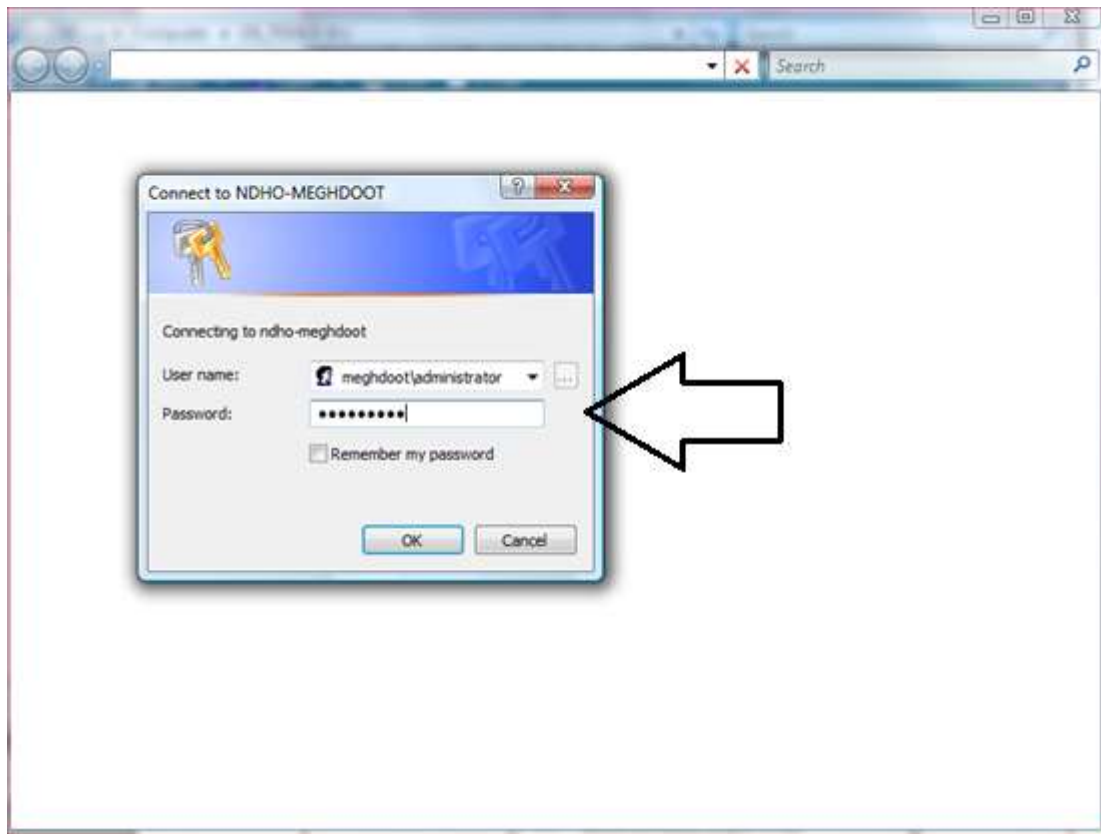 Search
Connect to NDHO-MEGHDOOT
Connecting to ndho-meghdoot
User name: meghdoot\administrator
Password: •••••••••
Remember my password
OK Cancel